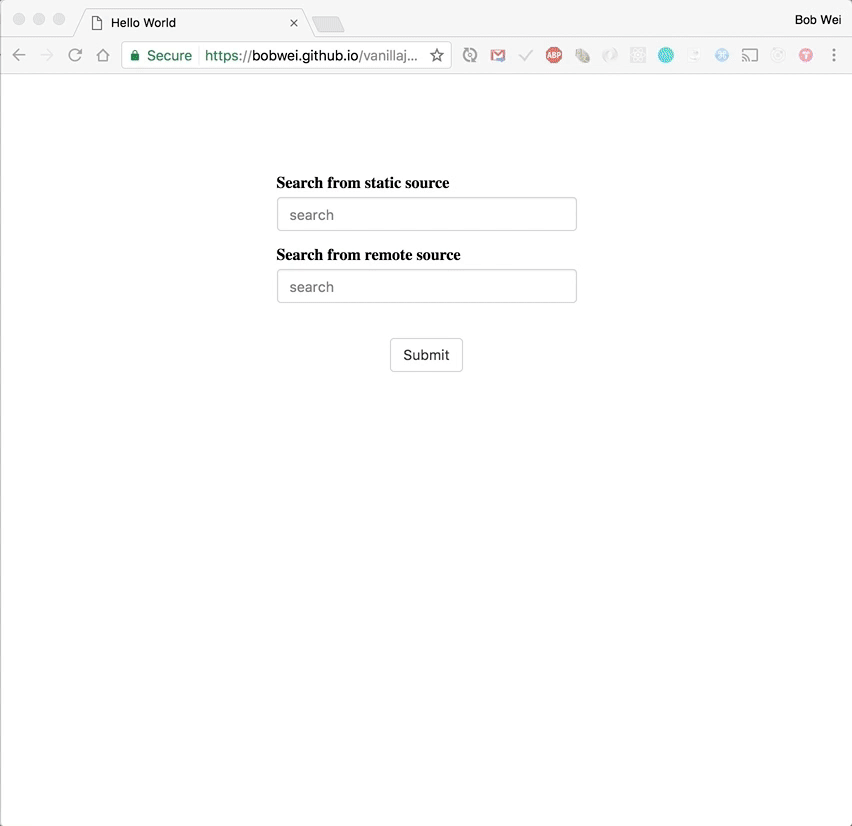 Hello World
Bob Wei
Secure https://bobwei.github.io/vanillaj...
ABP
Search from static source
search
Search from remote source
search
Submit